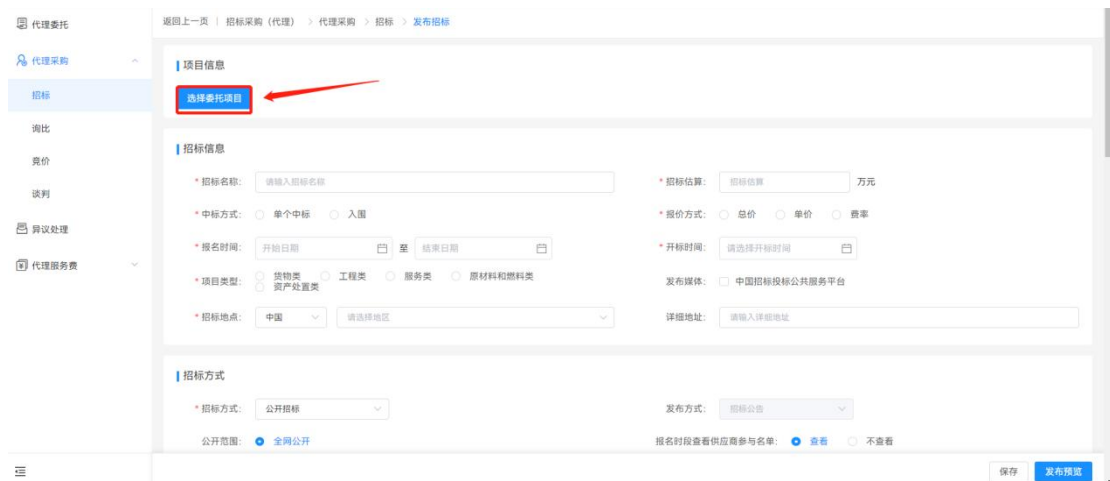 代理委托
代理采购
招标
询比
竞价
谈判
异议处理
代理服务费
返回上一页 | 招标采购（代理） > 代理采购 > 招标 > 发布招标
项目信息
选择委托项目
招标信息
* 招标名称: 请输入招标名称 * 招标估算: 招标估算 万元
* 中标方式: 单个中标 入围 * 报价方式: 总价 单价 费率
* 报名时间: 开始日期 至 结束日期 * 开标时间: 请选择开标时间
* 项目类型: 货物类 工程类 服务类 原材料和燃料类 发布媒体: 中国招标投标公共服务平台
资产处置类
* 招标地点: 中国 请选择地区 详细地址: 请输入详细地址
招标方式
* 招标方式: 公开招标 发布方式: 招标公告
公开范围: 全网公开 报名时段查看供应商参与名单: 查看 不查看
保存 发布预览